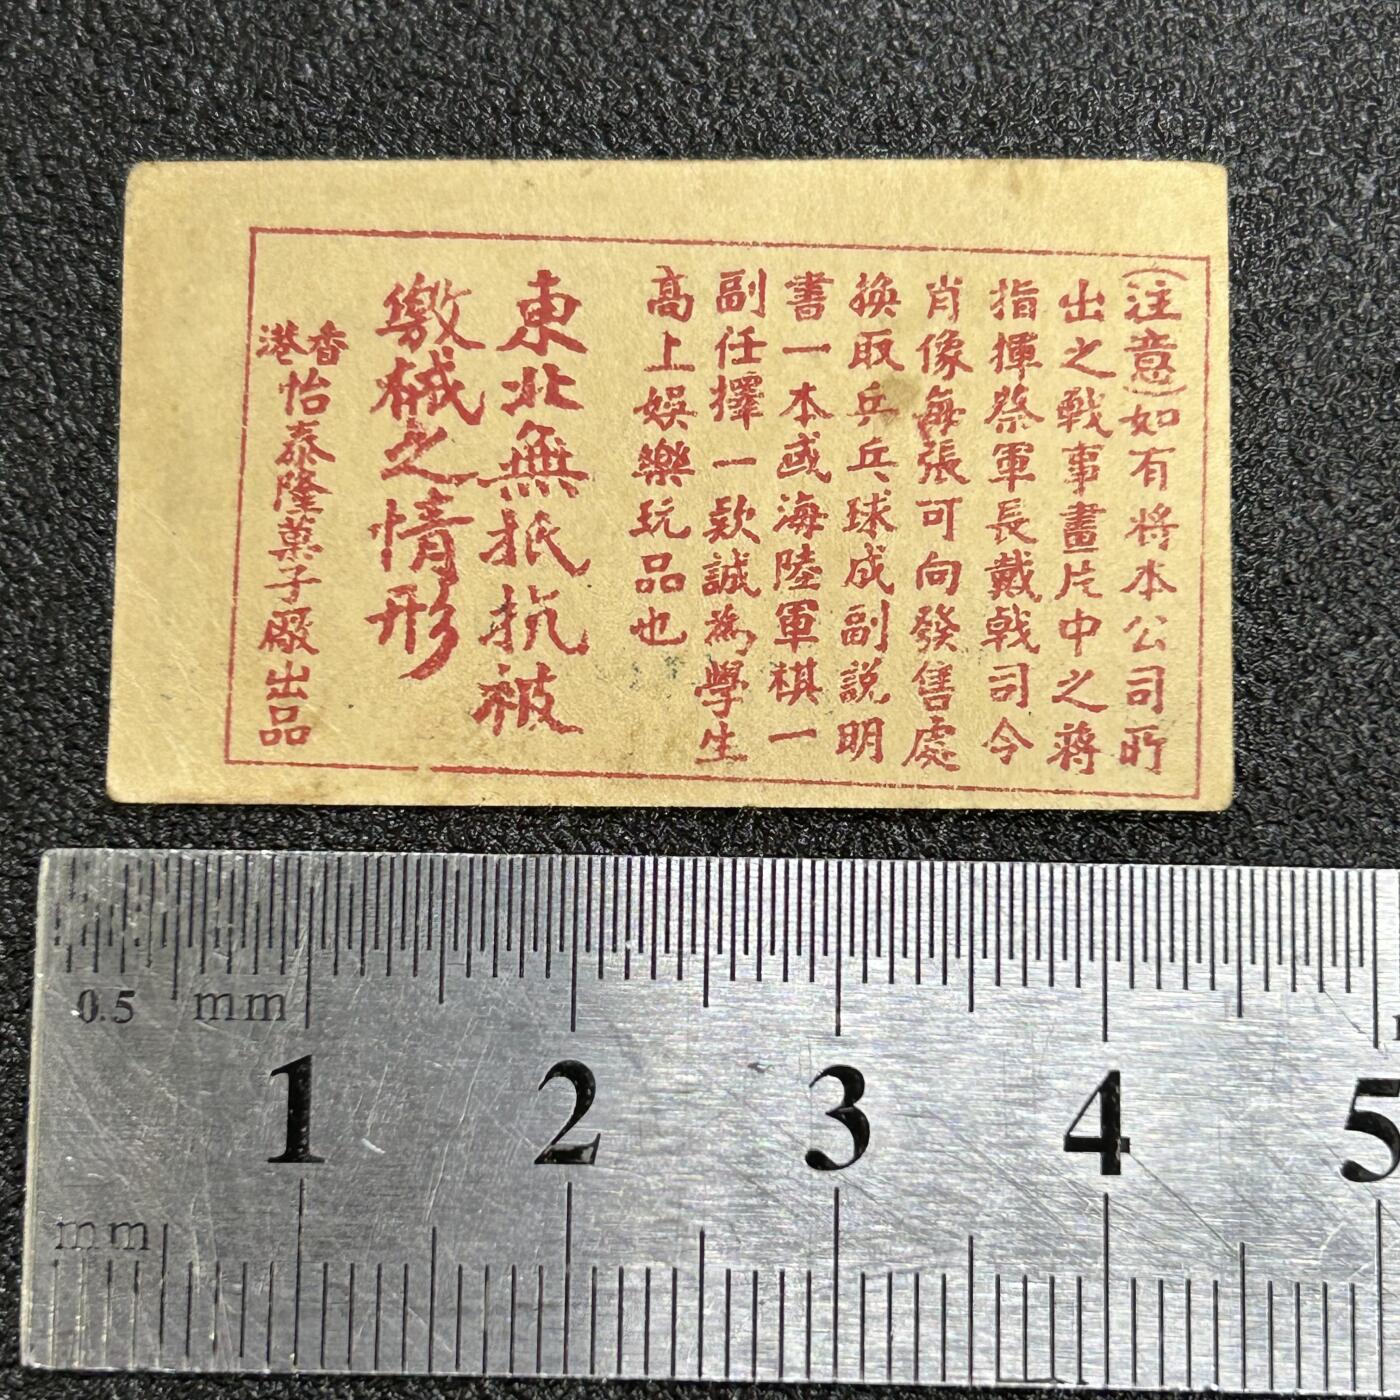 (注意)如有將本公司所
出之戰事畫片中之蔣
指揮蔡軍長戴戟司令
肖像每張可向發售處
換取乒乓球成副說明
書一本或海陸軍棋一
副任擇一款誠為學生
高上娛樂玩品也
東北無抵抗被
繳械之情形
香港怡泰隆菓子廠出品
0.5 mm
1 2 3 4 5
mm